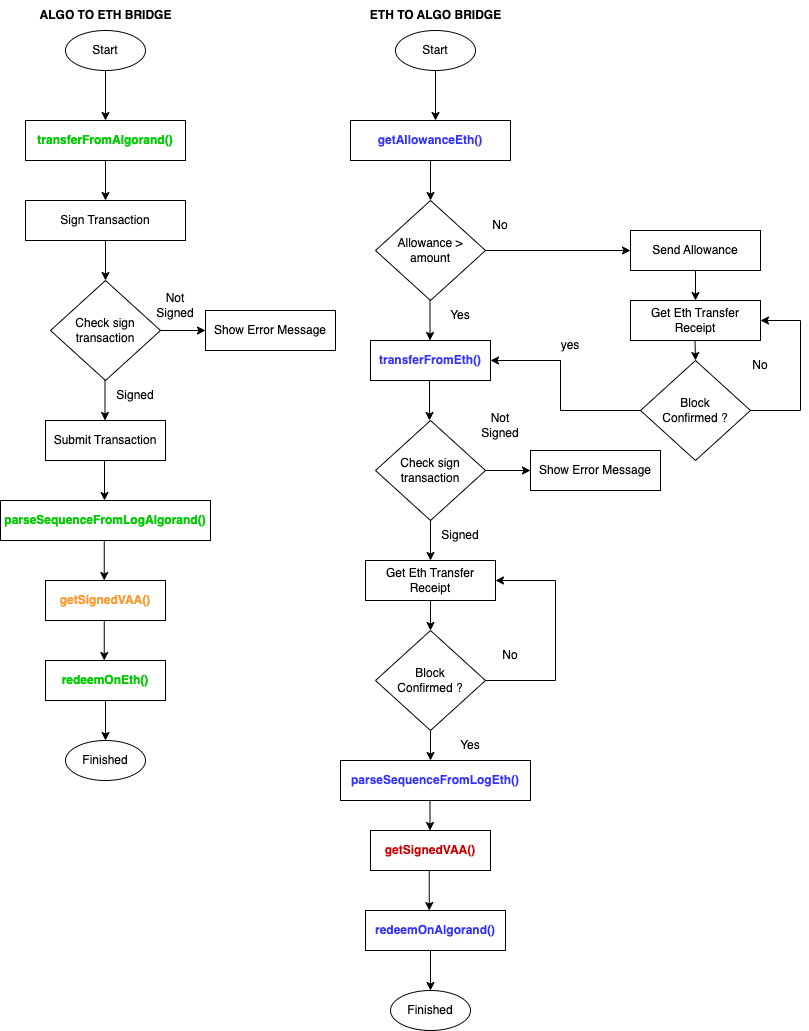 ALGO TO ETH BRIDGE
Start
transferFromAlgorand()
Sign Transaction
Check sign
transaction
Not
Signed
Show Error Message
Signed
Submit Transaction
parseSequenceFromLogAlgorand()
getSignedVAA()
redeemOnEth()
Finished
ETH TO ALGO BRIDGE
Start
getAllowanceEth()
Allowance >
amount
No
Send Allowance
Get Eth Transfer
Receipt
Block
Confirmed ?
No
yes
Yes
transferFromEth()
Check sign
transaction
Not
Signed
Show Error Message
Signed
Get Eth Transfer
Receipt
Block
Confirmed ?
No
Yes
parseSequenceFromLogEth()
getSignedVAA()
redeemOnAlgorand()
Finished